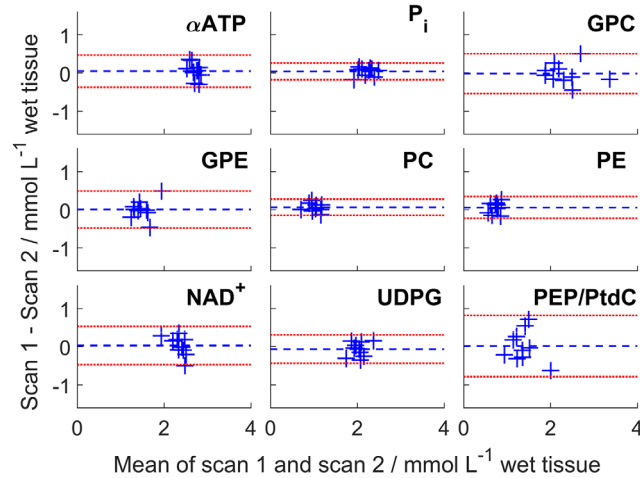 αATP
P_i
GPC
1
0
-1
GPE
PC
PE
1
0
-1
NAD⁺
UDPG
PEP/PtdC
1
0
-1
0 2 4 0 2 4 0 2 4
Scan 1 - Scan 2 / mmol L⁻¹ wet tissue
Mean of scan 1 and scan 2 / mmol L⁻¹ wet tissue